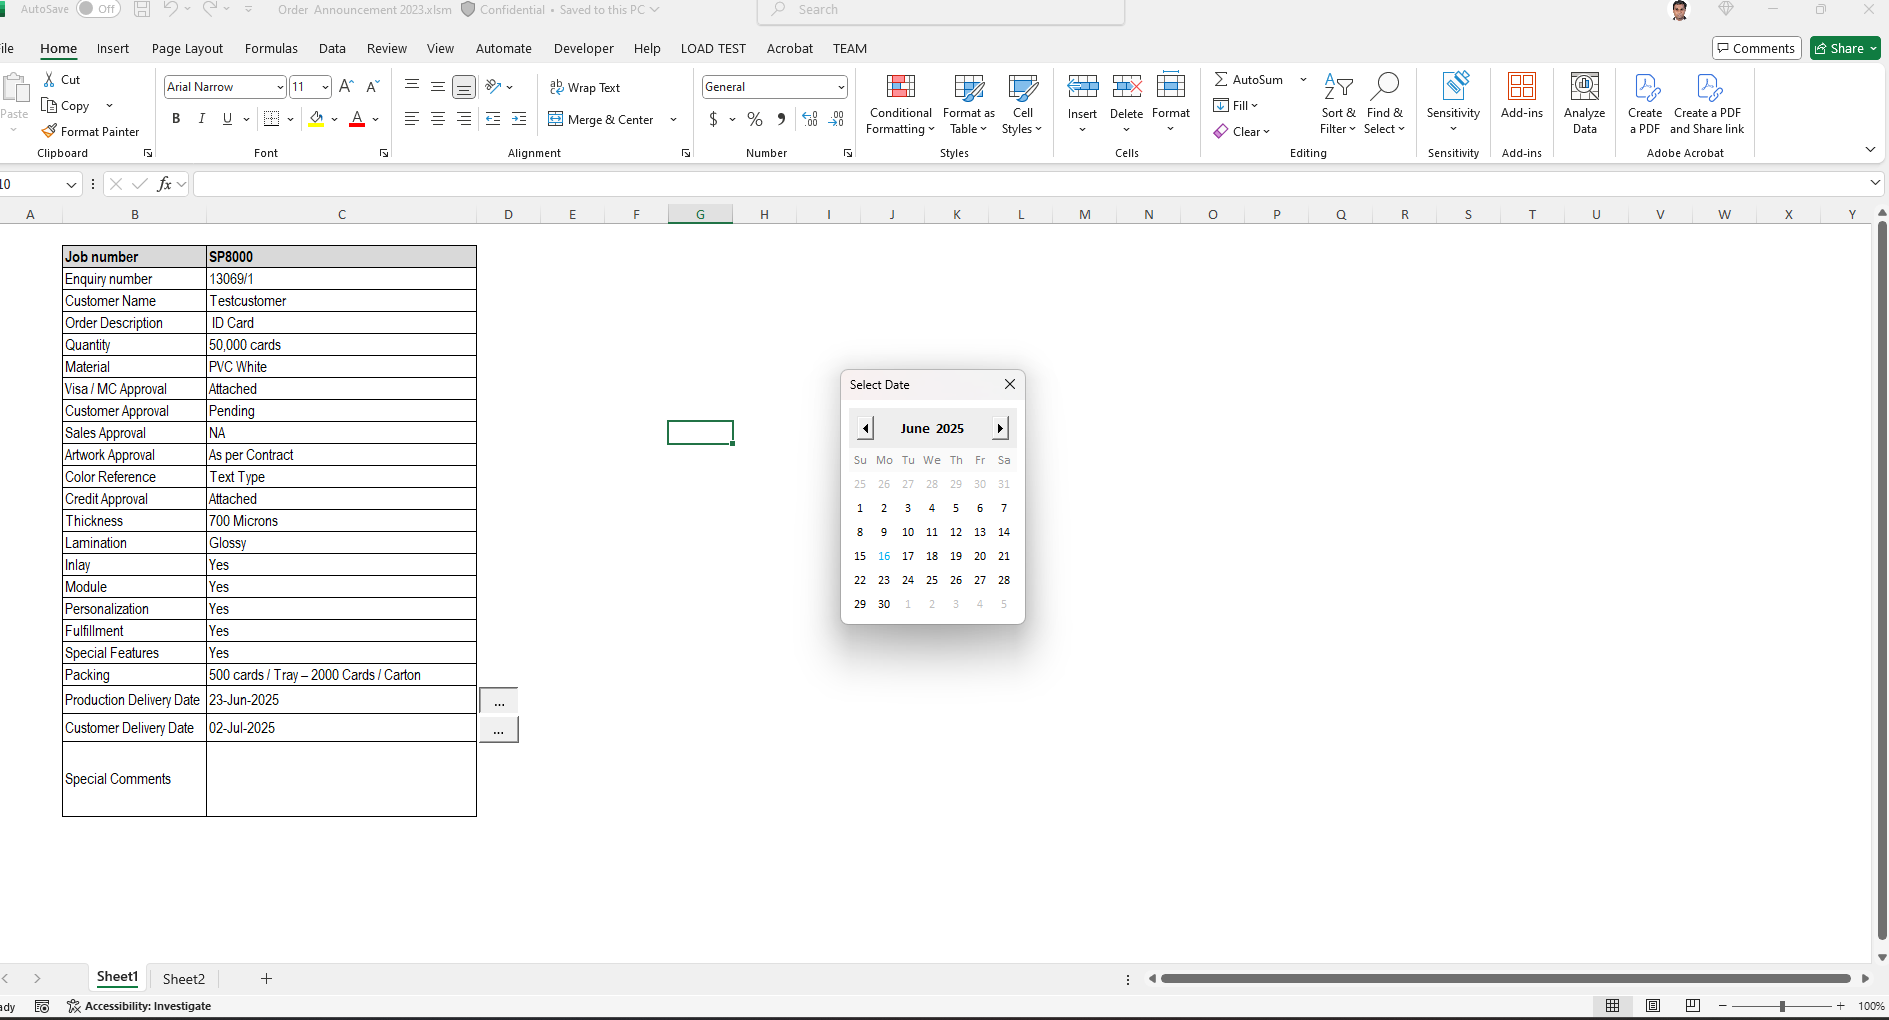 AutoSave Off Order Announcement 2023.xlsm Confidential • Saved to this PC Search
ile Home Insert Page Layout Formulas Data Review View Automate Developer Help LOAD TEST Acrobat TEAM Comments Share
Paste Cut Copy Format Painter
Clipboard
Arial Narrow 11
B I U
Font
Wrap Text
Merge & Center
Alignment
General
$ %
Number
Conditional Formatting
Format as Table
Cell Styles
Styles
Insert Delete Format
Cells
AutoSum
Fill
Clear
Sort & Filter
Find & Select
Editing
Sensitivity
Sensitivity
Add-ins
Add-ins
Analyze Data
Create a PDF
Create a PDF and Share link
Adobe Acrobat
10 fx
A B C D E F G H I J K L M N O P Q R S T U V W X Y
Job number SP8000
Enquiry number 13069/1
Customer Name Testcustomer
Order Description ID Card
Quantity 50,000 cards
Material PVC White
Visa / MC Approval Attached
Customer Approval Pending
Sales Approval NA
Artwork Approval As per Contract
Color Reference Text Type
Credit Approval Attached
Thickness 700 Microns
Lamination Glossy
Inlay Yes
Module Yes
Personalization Yes
Fulfillment Yes
Special Features Yes
Packing 500 cards / Tray – 2000 Cards / Carton
Production Delivery Date 23-Jun-2025 ...
Customer Delivery Date 02-Jul-2025 ...
Special Comments
Select Date
June 2025
Su Mo Tu We Th Fr Sa
25 26 27 28 29 30 31
1 2 3 4 5 6 7
8 9 10 11 12 13 14
15 16 17 18 19 20 21
22 23 24 25 26 27 28
29 30 1 2 3 4 5
Sheet1 Sheet2
ady Accessibility: Investigate 100%